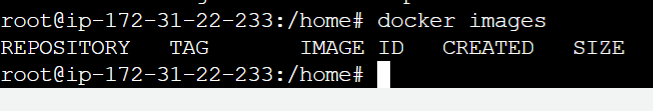 root@ip-172-31-22-233:/home# docker images
REPOSITORY   TAG       IMAGE ID   CREATED   SIZE
root@ip-172-31-22-233:/home#